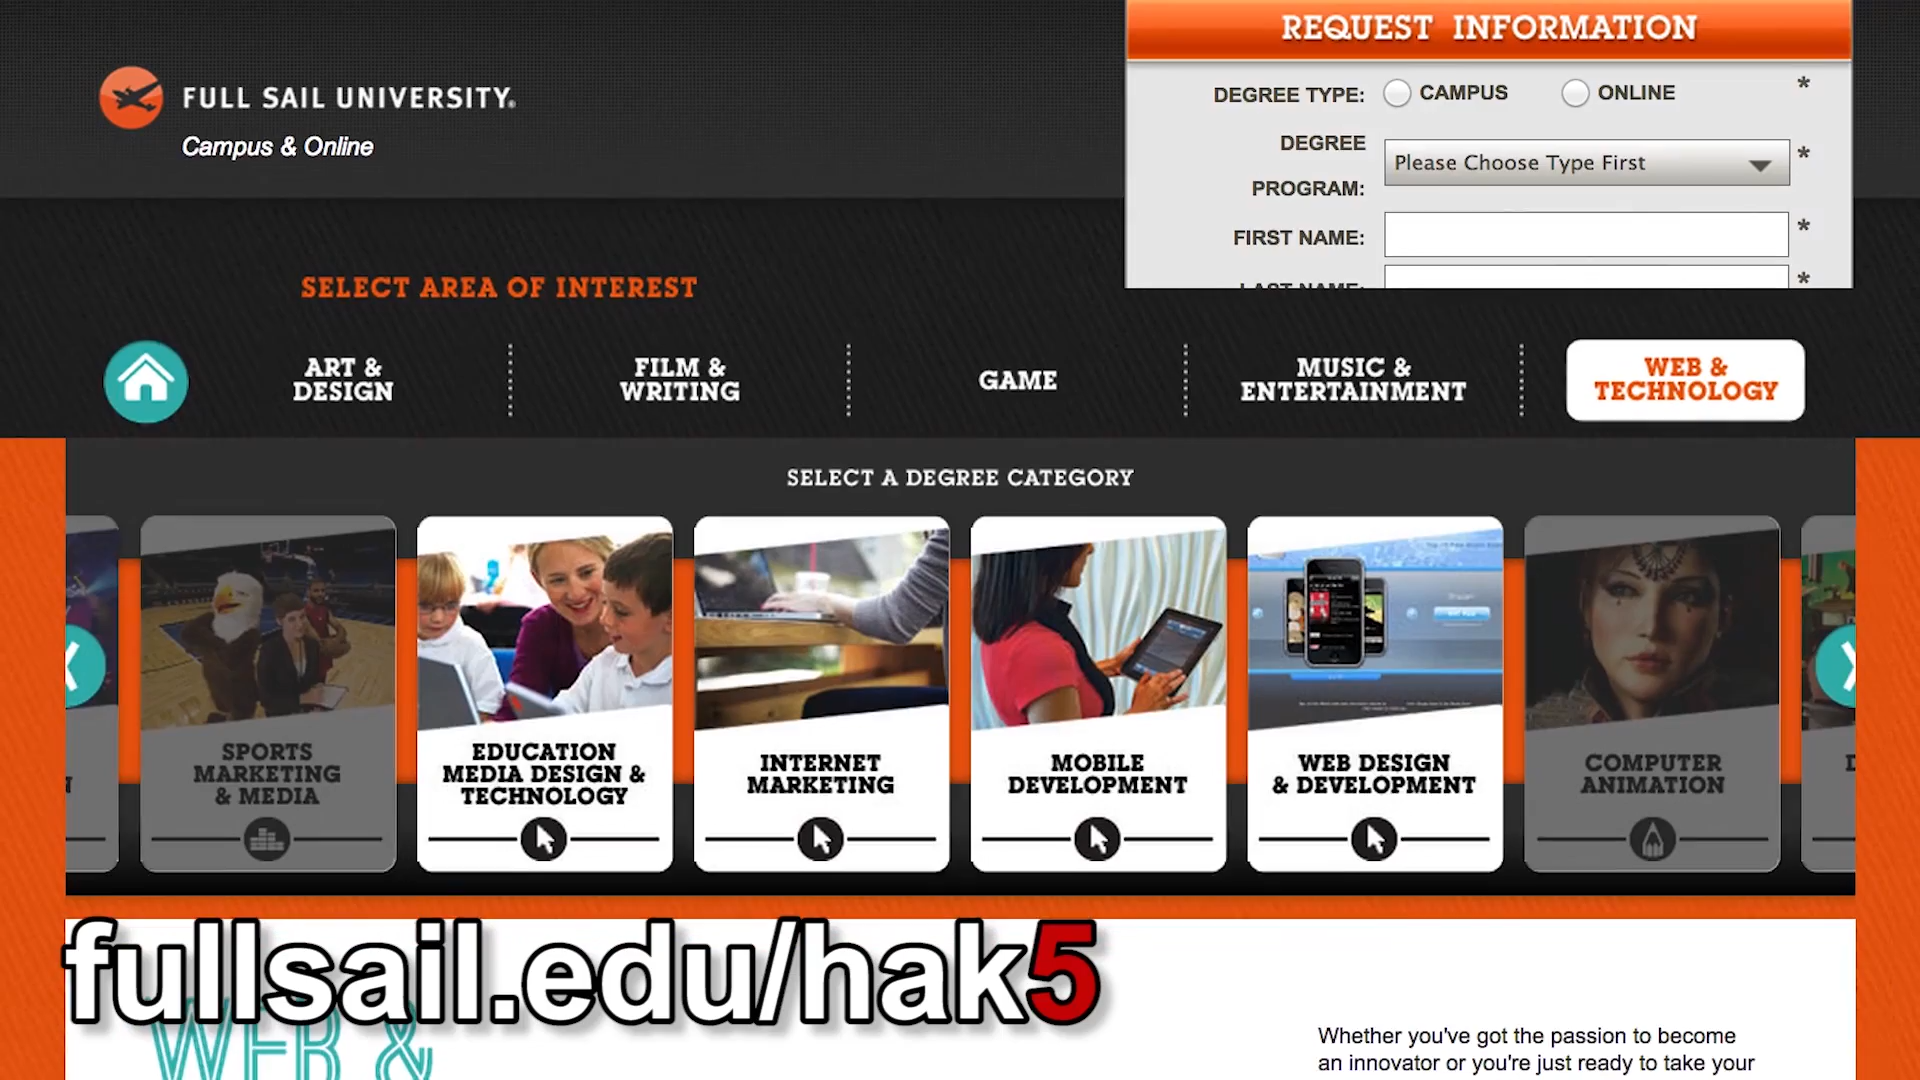 FULL SAIL UNIVERSITY®
Campus & Online
REQUEST INFORMATION
DEGREE TYPE: CAMPUS ONLINE *
DEGREE
PROGRAM:
Please Choose Type First *
FIRST NAME: *
LAST NAME: *
SELECT AREA OF INTEREST
ART &
DESIGN
FILM &
WRITING
GAME
MUSIC &
ENTERTAINMENT
WEB &
TECHNOLOGY
SELECT A DEGREE CATEGORY
SPORTS
MARKETING
& MEDIA
EDUCATION
MEDIA DESIGN &
TECHNOLOGY
INTERNET
MARKETING
MOBILE
DEVELOPMENT
WEB DESIGN
& DEVELOPMENT
COMPUTER
ANIMATION
fullsail.edu/hak5
WEB &
Whether you've got the passion to become
an innovator or you're just ready to take your